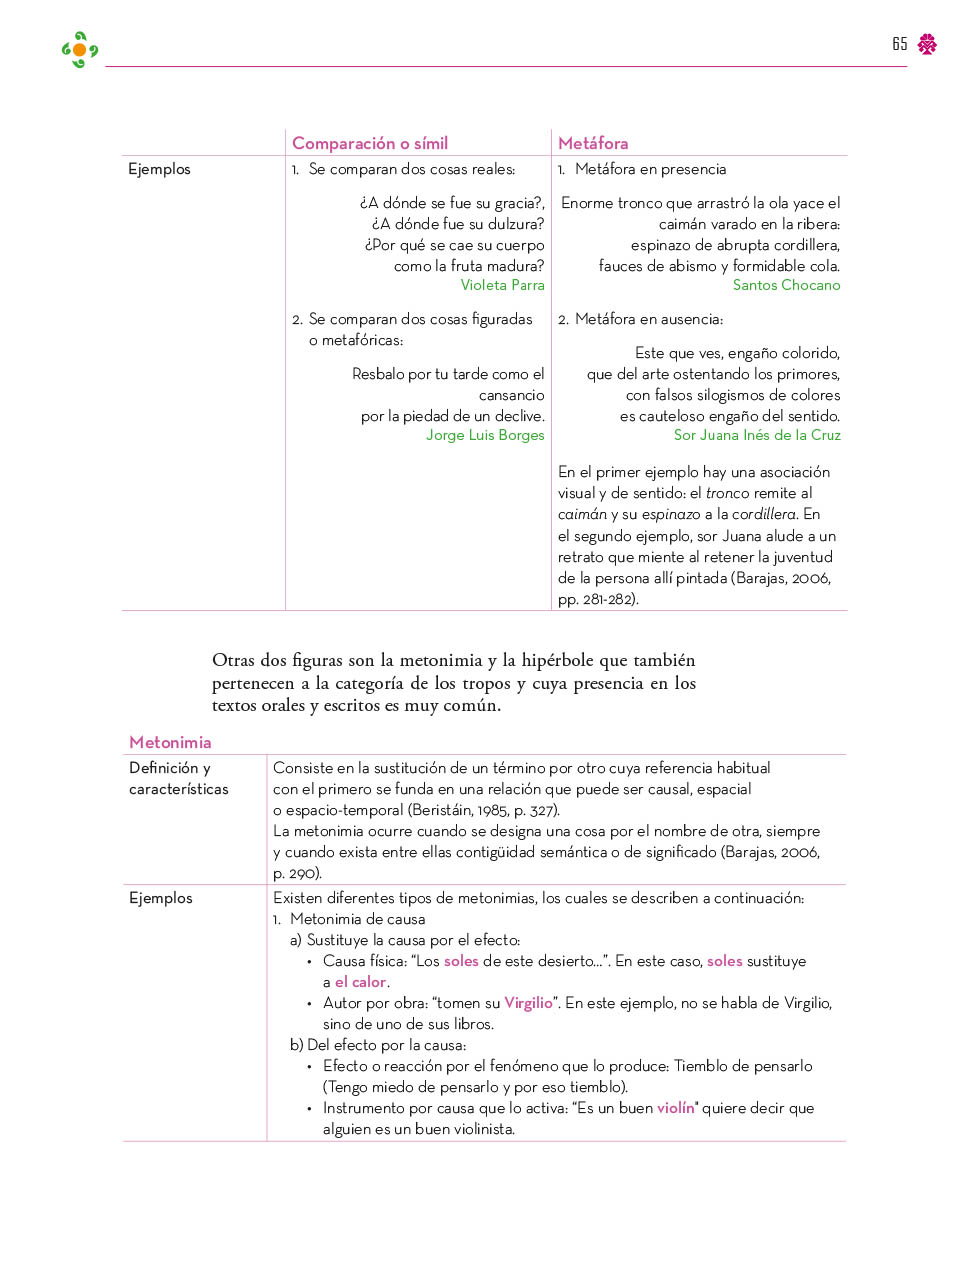 65
Comparación o símil
Metáfora
Ejemplos
1. Se comparan dos cosas reales:
¿A dónde se fue su gracia?,
¿A dónde fue su dulzura?
¿Por qué se cae su cuerpo
como la fruta madura?
Violeta Parra
2. Se comparan dos cosas figuradas
o metafóricas:
Resbalo por tu tarde como el
cansancio
por la piedad de un declive.
Jorge Luis Borges
1. Metáfora en presencia
Enorme tronco que arrastró la ola yace el
caimán varado en la ribera:
espinazo de abrupta cordillera,
fauces de abismo y formidable cola.
Santos Chocano
2. Metáfora en ausencia:
Este que ves, engaño colorido,
que del arte ostentando los primores,
con falsos silogismos de colores
es cauteloso engaño del sentido.
Sor Juana Inés de la Cruz
En el primer ejemplo hay una asociación
visual y de sentido: el tronco remite al
caimán y su espinazo a la cordillera. En
el segundo ejemplo, sor Juana alude a un
retrato que miente al retener la juventud
de la persona allí pintada (Barajas, 2006,
pp. 281-282).
Otras dos figuras son la metonimia y la hipérbole que también
pertenecen a la categoría de los tropos y cuya presencia en los
textos orales y escritos es muy común.
Metonimia
Definición y
características
Consiste en la sustitución de un término por otro cuya referencia habitual
con el primero se funda en una relación que puede ser causal, espacial
o espacio-temporal (Beristáin, 1985, p. 327).
La metonimia ocurre cuando se designa una cosa por el nombre de otra, siempre
y cuando exista entre ellas contigüidad semántica o de significado (Barajas, 2006,
p. 290).
Ejemplos
Existen diferentes tipos de metonimias, los cuales se describen a continuación:
1. Metonimia de causa
a) Sustituye la causa por el efecto:
• Causa física: “Los soles de este desierto...”. En este caso, soles sustituye
a el calor.
• Autor por obra: “tomen su Virgilio”. En este ejemplo, no se habla de Virgilio,
sino de uno de sus libros.
b) Del efecto por la causa:
• Efecto o reacción por el fenómeno que lo produce: Tiemblo de pensarlo
(Tengo miedo de pensarlo y por eso tiemblo).
• Instrumento por causa que lo activa: “Es un buen violín" quiere decir que
alguien es un buen violinista.